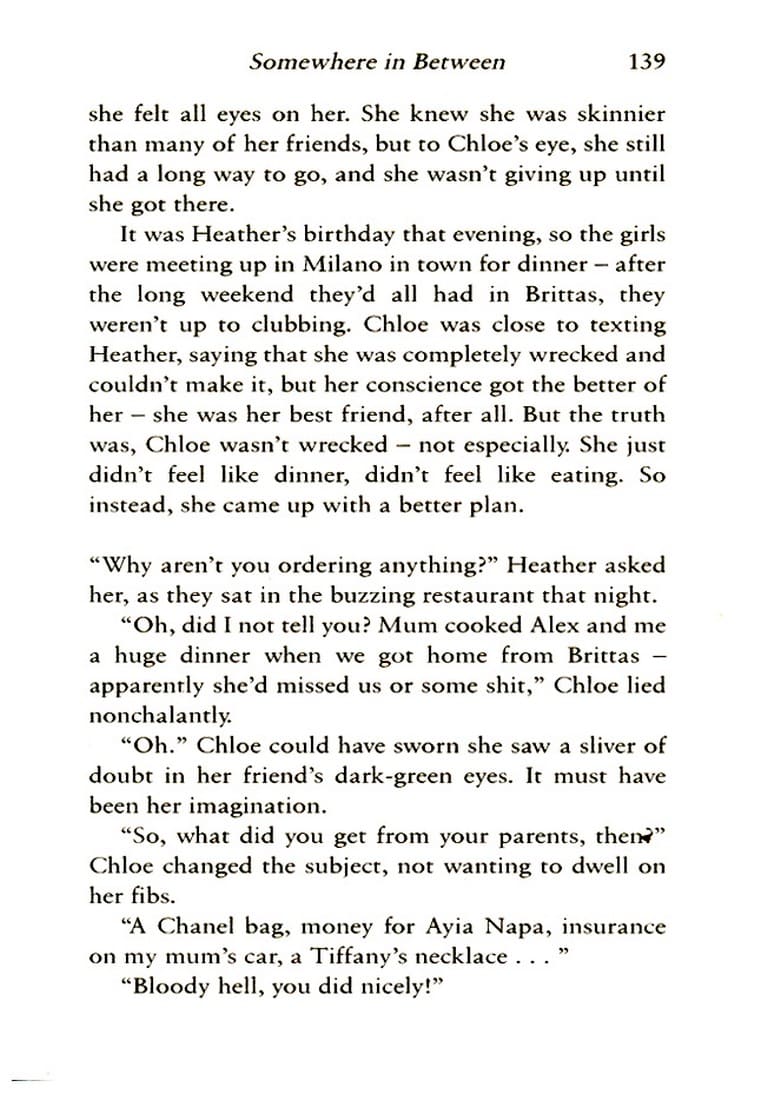 Somewhere in Between 139
she felt all eyes on her. She knew she was skinnier
than many of her friends, but to Chloe’s eye, she still
had a long way to go, and she wasn’t giving up until
she got there.
It was Heather’s birthday that evening, so the girls
were meeting up in Milano in town for dinner – after
the long weekend they’d all had in Brittas, they
weren’t up to clubbing. Chloe was close to texting
Heather, saying that she was completely wrecked and
couldn’t make it, but her conscience got the better of
her – she was her best friend, after all. But the truth
was, Chloe wasn’t wrecked – not especially. She just
didn’t feel like dinner, didn’t feel like eating. So
instead, she came up with a better plan.
“Why aren’t you ordering anything?” Heather asked
her, as they sat in the buzzing restaurant that night.
“Oh, did I not tell you? Mum cooked Alex and me
a huge dinner when we got home from Brittas –
apparently she’d missed us or some shit,” Chloe lied
nonchalantly.
“Oh.” Chloe could have sworn she saw a sliver of
doubt in her friend’s dark-green eyes. It must have
been her imagination.
“So, what did you get from your parents, then?”
Chloe changed the subject, not wanting to dwell on
her fibs.
“A Chanel bag, money for Ayia Napa, insurance
on my mum’s car, a Tiffany’s necklace . . . ”
“Bloody hell, you did nicely!”